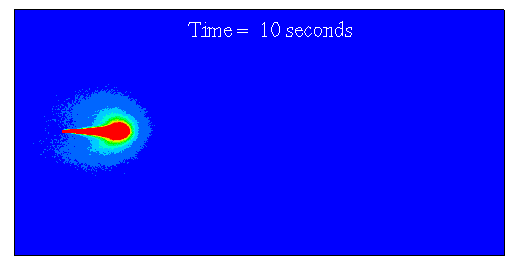 Time = 10 seconds